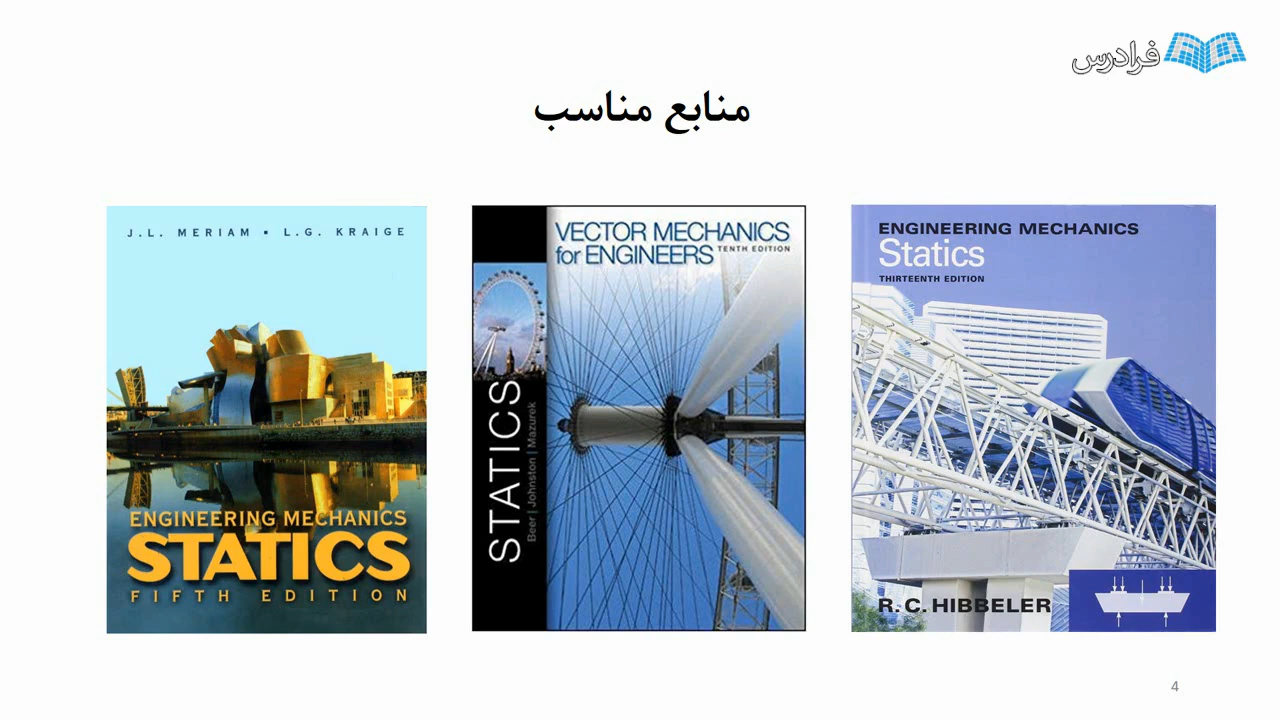 فرادرس
منابع مناسب
J.L. MERIAM ▪ L.G. KRAIGE
ENGINEERING MECHANICS
STATICS
FIFTH EDITION
VECTOR MECHANICS
for ENGINEERS TENTH EDITION
STATICS
Beer | Johnston | Mazurek
ENGINEERING MECHANICS
Statics
THIRTEENTH EDITION
R. C. HIBBELER
4